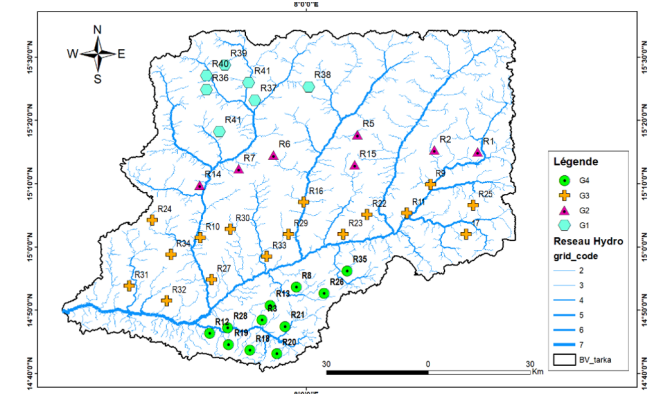 8°0'0"E
N
W
E
S
15°30'0"N
15°20'0"N
15°10'0"N
15°0'0"N
14°50'0"N
14°40'0"N
R39
R40
R36
R41
R37
R38
R41
R5
R6
R7
R14
R15
R2
R1
R9
R16
R22
R11
R25
R24
R10
R30
R29
R23
R34
R33
R31
R27
R32
R35
R8
R26
R13
R3
R28
R12
R21
R19
R18
R20
Légende
G4
G3
G2
G1
Reseau Hydro
grid_code
2
3
4
5
6
7
BV_tarka
30 0 30
Km